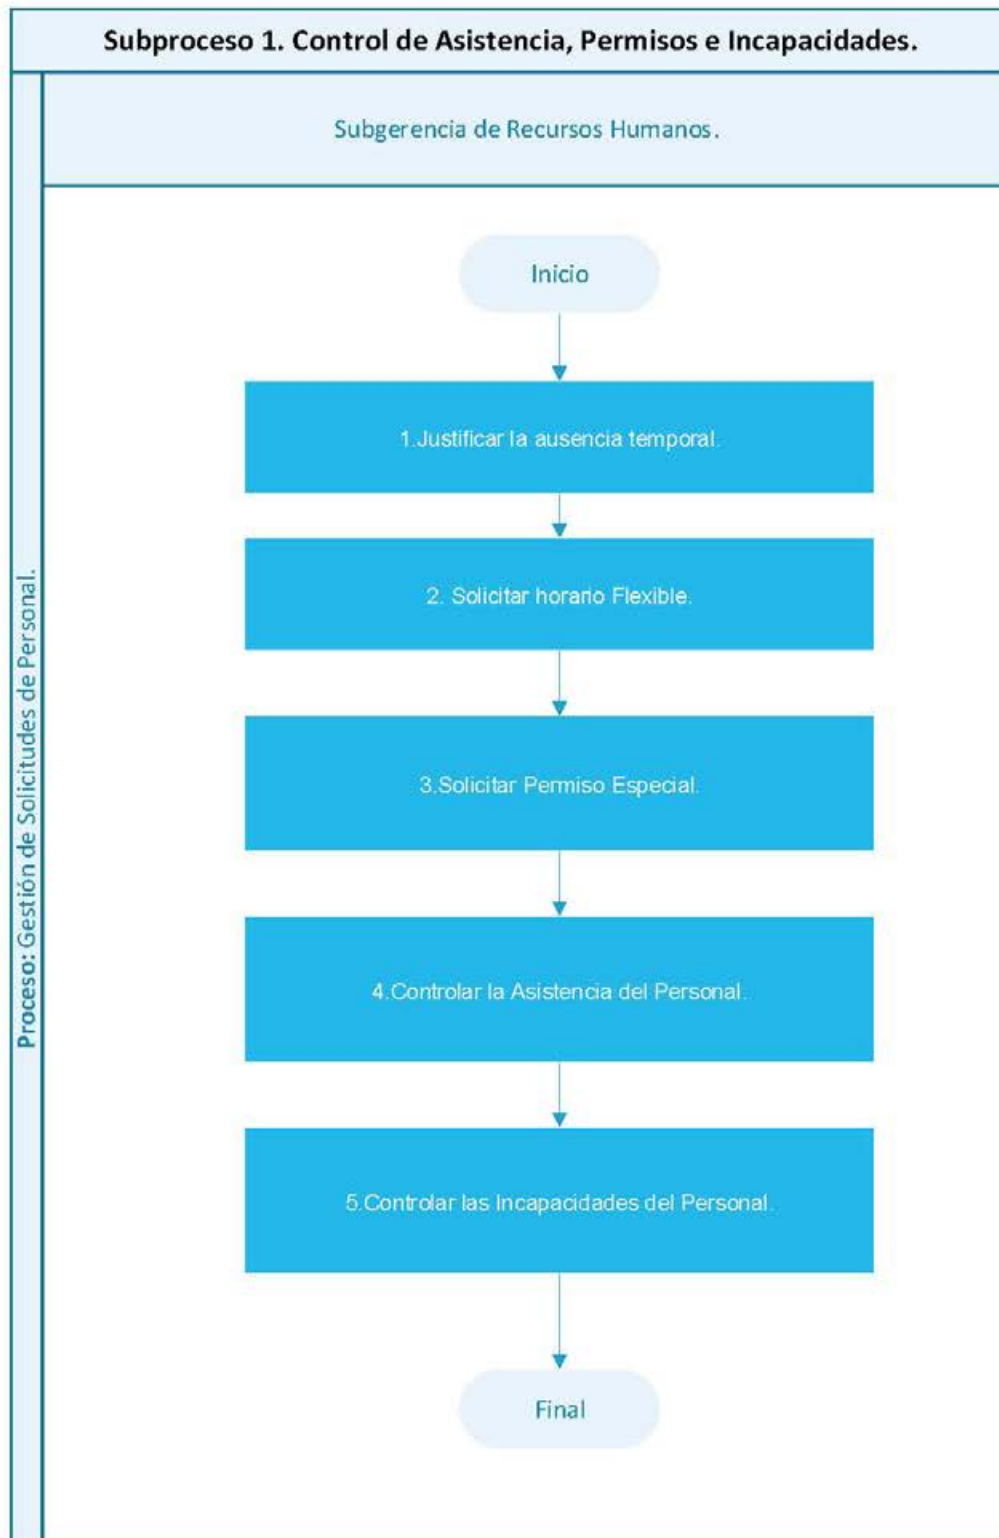 Subproceso 1. Control de Asistencia, Permisos e Incapacidades.
Subgerencia de Recursos Humanos.
Proceso: Gestión de Solicitudes de Personal.
Inicio
1.Justificar la ausencia temporal.
2. Solicitar horario Flexible.
3.Solicitar Permiso Especial.
4.Controlar la Asistencia del Personal.
5.Controlar las Incapacidades del Personal.
Final